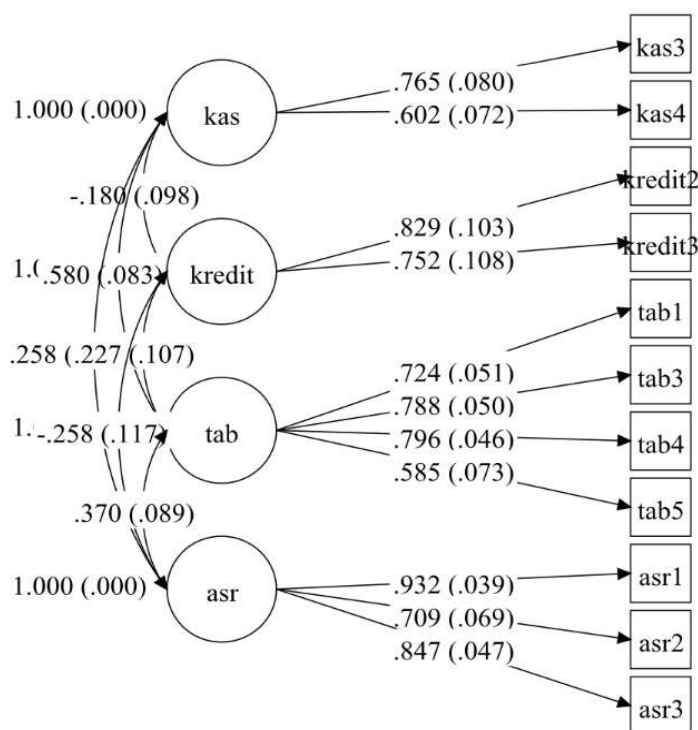 kas3
.765 (.080)
1.000 (.000)
kas
.602 (.072)
kas4
kredit2
-.180 (.098)
.829 (.103)
kredit3
.580 (.083)
kredit
.752 (.108)
tab1
.258 (.227 (.107)
.724 (.051)
tab3
.788 (.050)
-.258 (.117)
tab
.796 (.046)
tab4
.585 (.073)
tab5
.370 (.089)
asr1
1.000 (.000)
asr
.932 (.039)
.709 (.069)
asr2
.847 (.047)
asr3